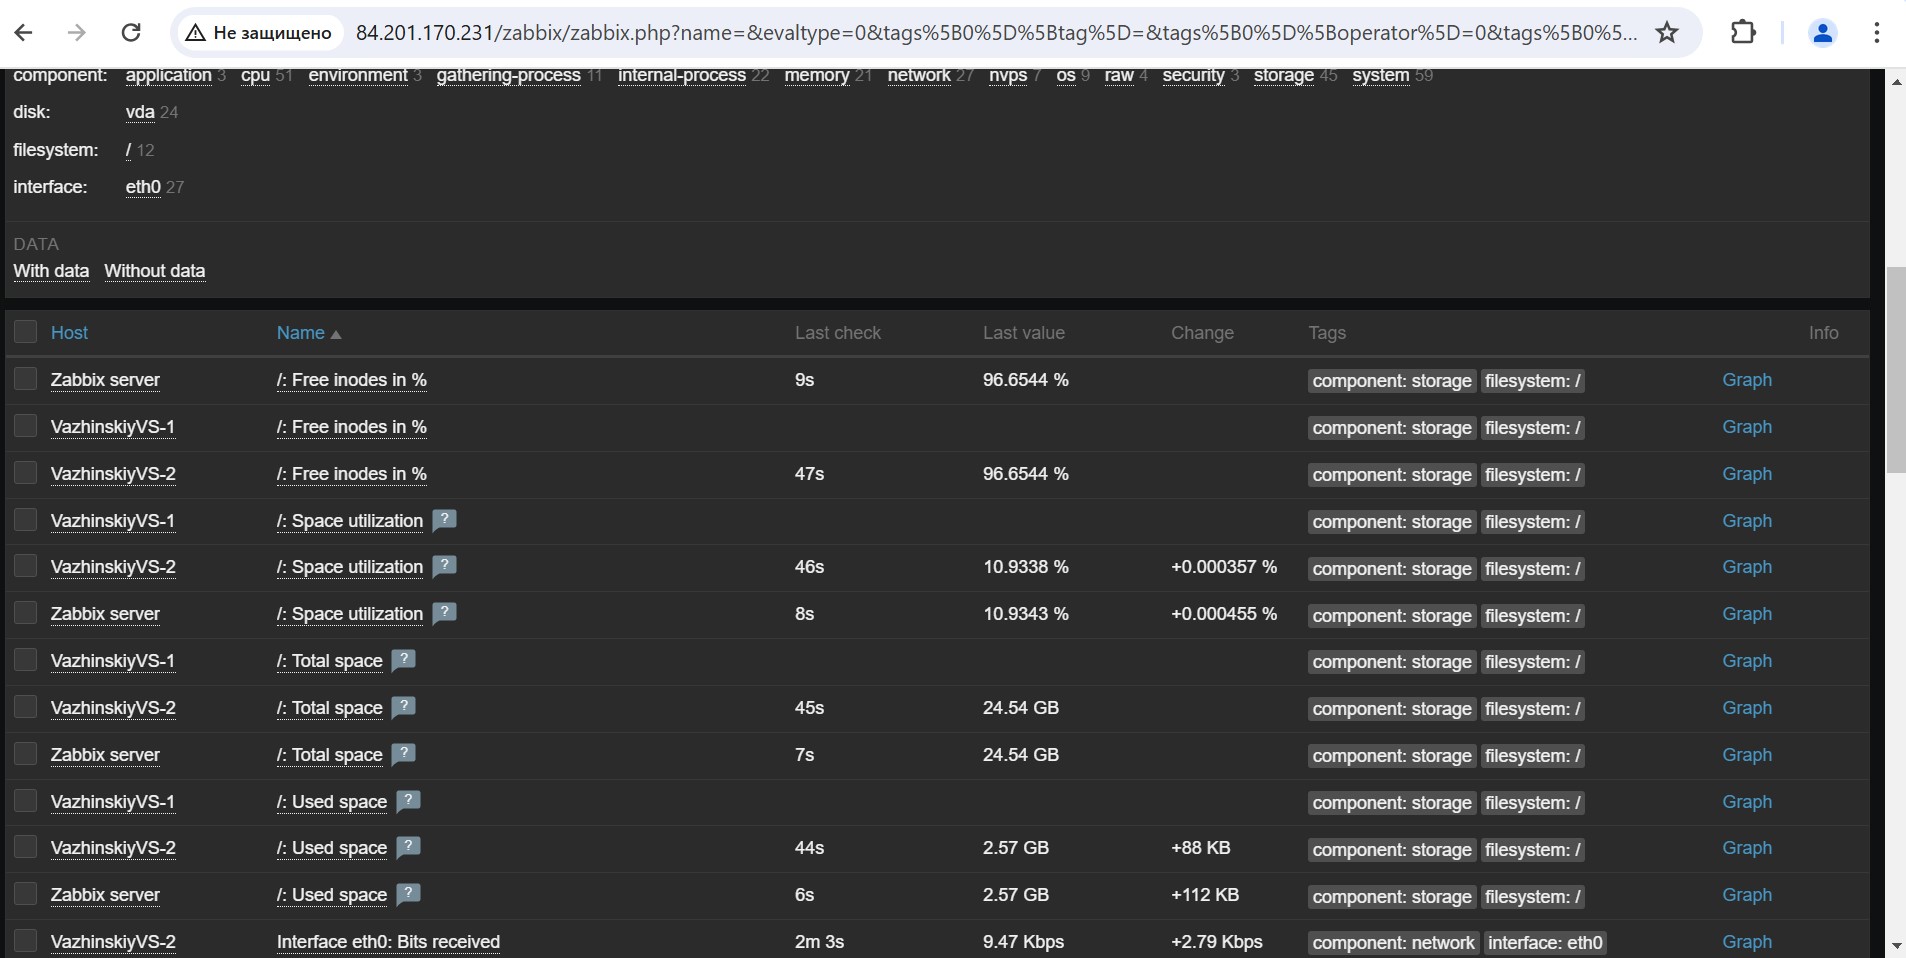 Не защищено 84.201.170.231/zabbix/zabbix.php?name=&evaltype=0&tags%5B0%5D%5Btag%5D=&tags%5B0%5D%5Boperator%5D=0&tags%5B0%5...
component: application 3 cpu 51 environment 3 gathering-process 11 internal-process 22 memory 21 network 27 nvps 7 os 9 raw 4 security 3 storage 45 system 59
disk: vda 24
filesystem: / 12
interface: eth0 27
DATA
With data Without data
Host Name Last check Last value Change Tags Info
Zabbix server /: Free inodes in % 9s 96.6544 % component: storage filesystem: / Graph
VazhinskiyVS-1 /: Free inodes in % component: storage filesystem: / Graph
VazhinskiyVS-2 /: Free inodes in % 47s 96.6544 % component: storage filesystem: / Graph
VazhinskiyVS-1 /: Space utilization ? component: storage filesystem: / Graph
VazhinskiyVS-2 /: Space utilization ? 46s 10.9338 % +0.000357 % component: storage filesystem: / Graph
Zabbix server /: Space utilization ? 8s 10.9343 % +0.000455 % component: storage filesystem: / Graph
VazhinskiyVS-1 /: Total space ? component: storage filesystem: / Graph
VazhinskiyVS-2 /: Total space ? 45s 24.54 GB component: storage filesystem: / Graph
Zabbix server /: Total space ? 7s 24.54 GB component: storage filesystem: / Graph
VazhinskiyVS-1 /: Used space ? component: storage filesystem: / Graph
VazhinskiyVS-2 /: Used space ? 44s 2.57 GB +88 KB component: storage filesystem: / Graph
Zabbix server /: Used space ? 6s 2.57 GB +112 KB component: storage filesystem: / Graph
VazhinskiyVS-2 Interface eth0: Bits received 2m 3s 9.47 Kbps +2.79 Kbps component: network interface: eth0 Graph